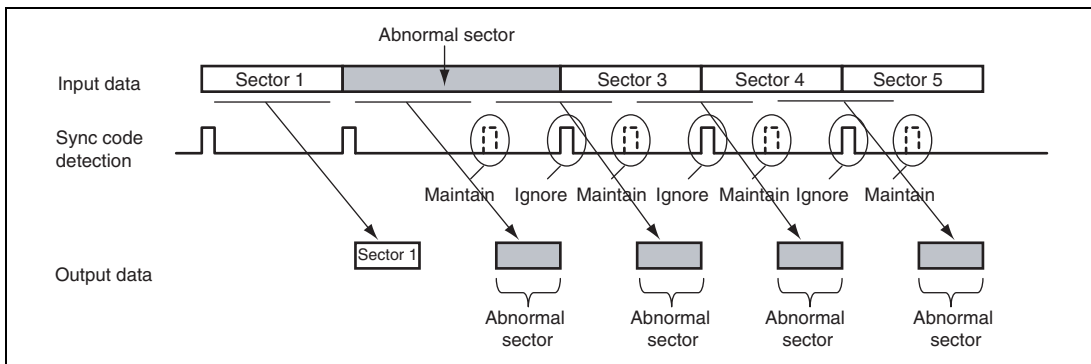 Abnormal sector
Input data
Sector 1
Sector 3
Sector 4
Sector 5
Sync code
detection
Maintain
Ignore
Maintain
Ignore
Maintain
Ignore
Maintain
Output data
Sector 1
Abnormal
sector
Abnormal
sector
Abnormal
sector
Abnormal
sector